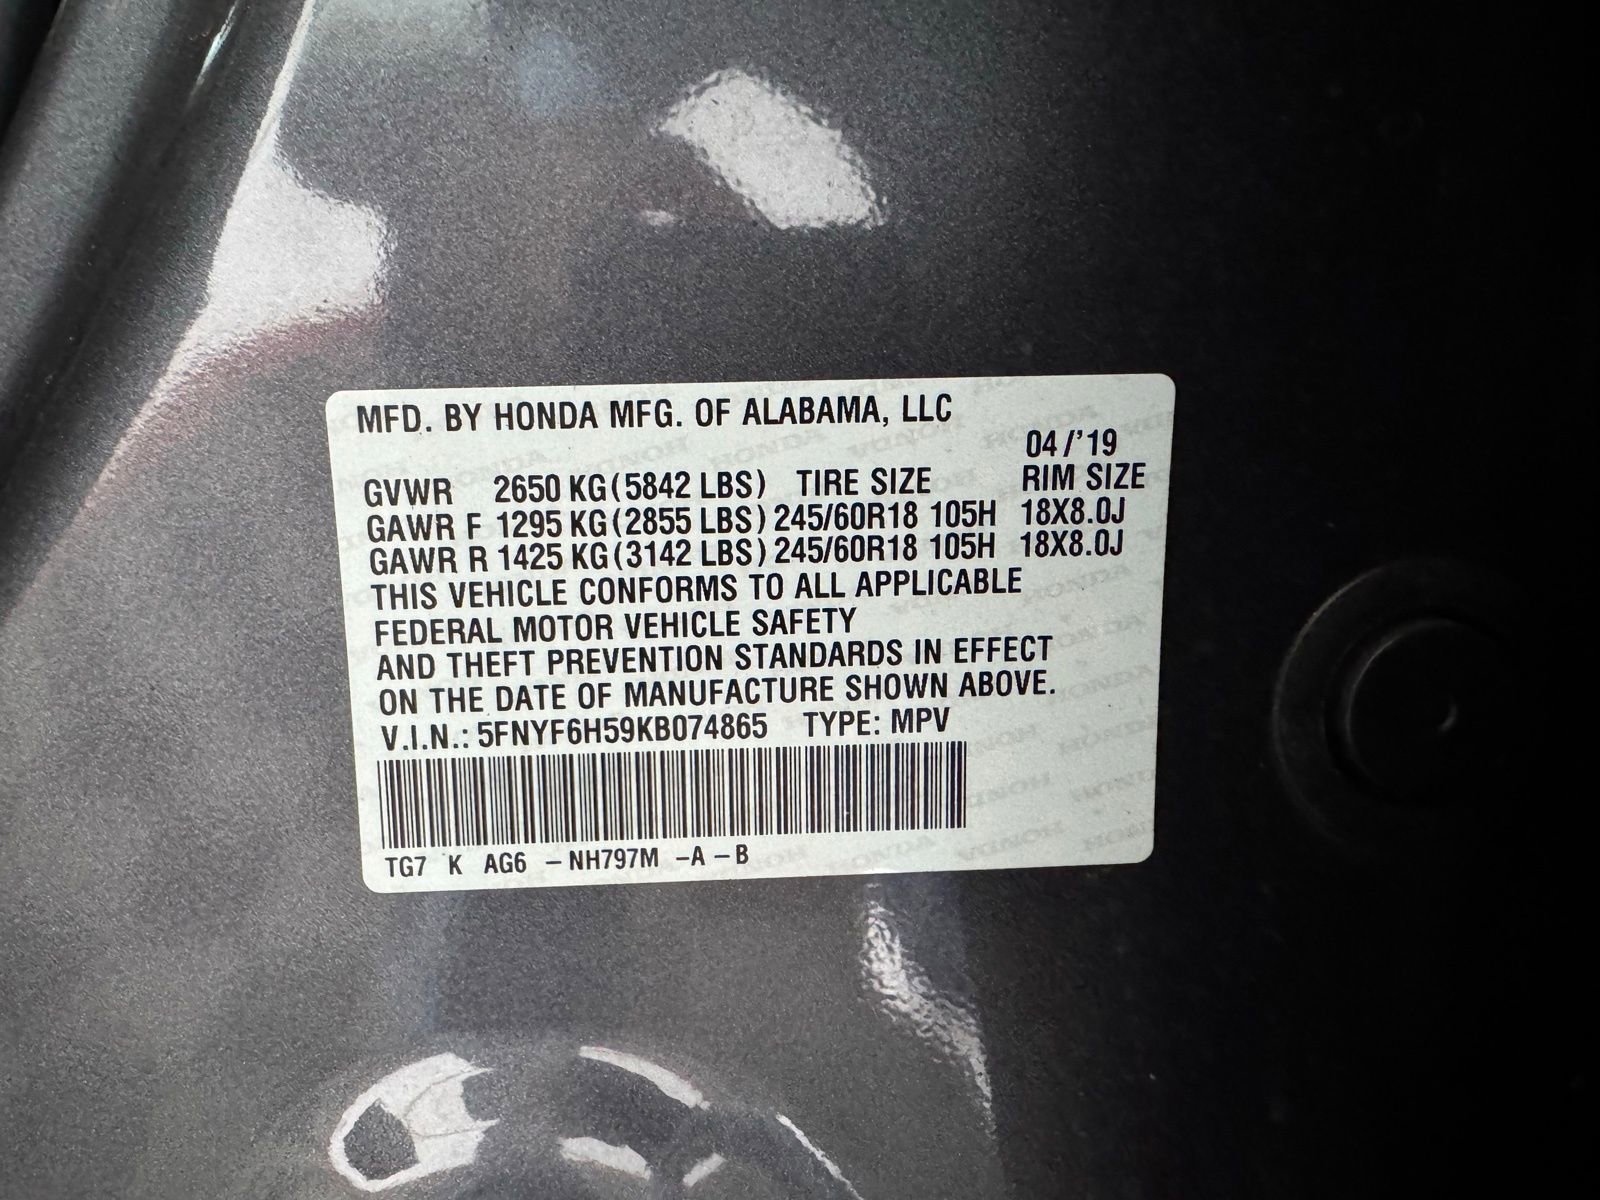 MFD. BY HONDA MFG. OF ALABAMA, LLC
04/'19
GVWR 2650 KG(5842 LBS) TIRE SIZE RIM SIZE
GAWR F 1295 KG(2855 LBS) 245/60R18 105H 18X8.0J
GAWR R 1425 KG(3142 LBS) 245/60R18 105H 18X8.0J
THIS VEHICLE CONFORMS TO ALL APPLICABLE
FEDERAL MOTOR VEHICLE SAFETY
AND THEFT PREVENTION STANDARDS IN EFFECT
ON THE DATE OF MANUFACTURE SHOWN ABOVE.
V.I.N.: 5FNYF6H59KB074865 TYPE: MPV
TG7 K AG6 -NH797M -A -B